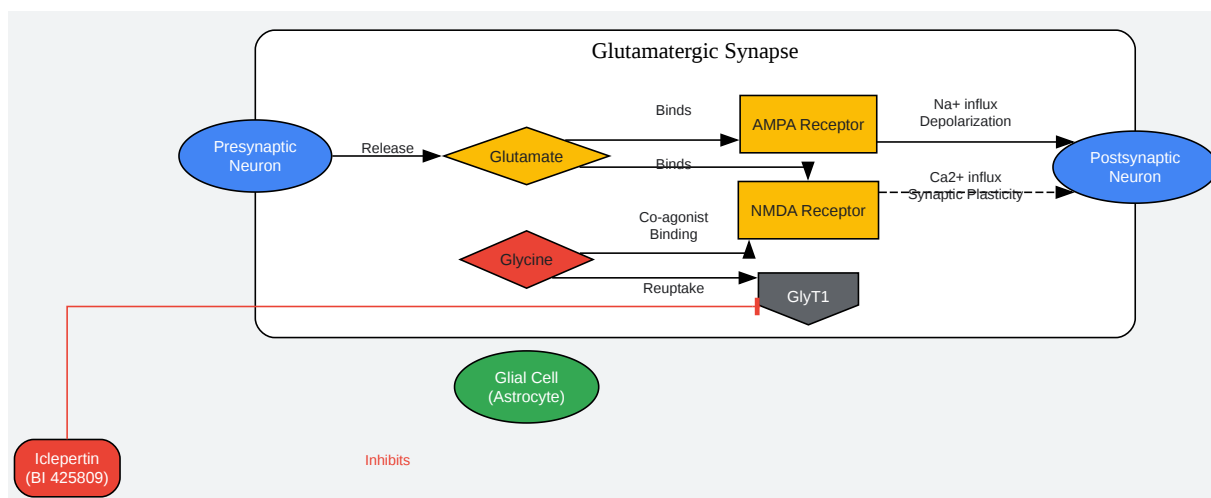 Glutamatergic Synapse
Presynaptic
Neuron
Release
Glutamate
Binds
Binds
AMPA Receptor
Na+ influx
Depolarization
Postsynaptic
Neuron
NMDA Receptor
Ca2+ influx
Synaptic Plasticity
Co-agonist
Binding
Glycine
Reuptake
GlyT1
Glial Cell
(Astrocyte)
Iclepertin
(BI 425809)
Inhibits